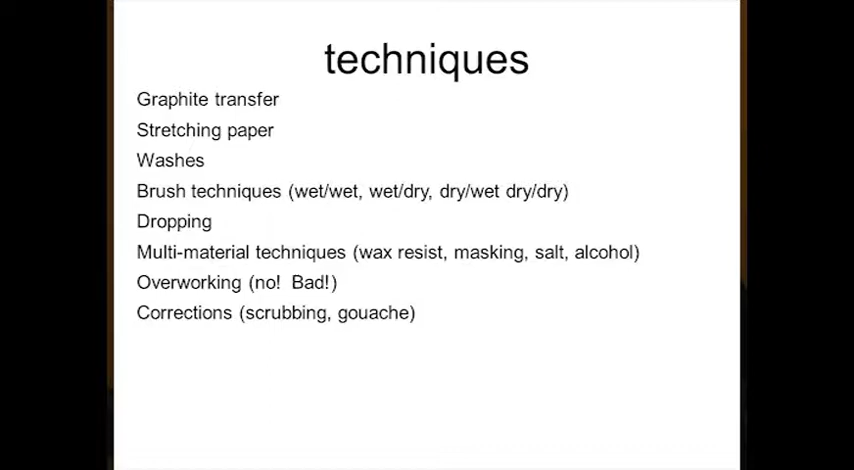 techniques
Graphite transfer
Stretching paper
Washes
Brush techniques (wet/wet, wet/dry, dry/wet dry/dry)
Dropping
Multi-material techniques (wax resist, masking, salt, alcohol)
Overworking (no!  Bad!)
Corrections (scrubbing, gouache)